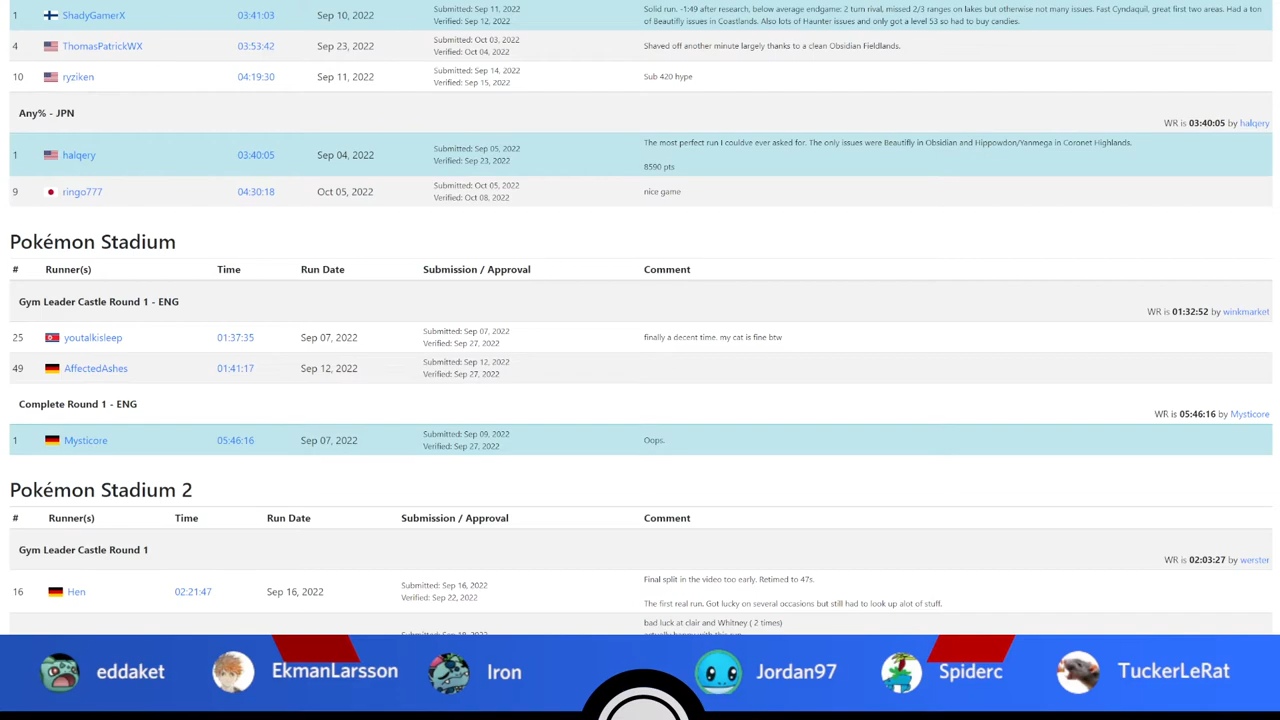 1 ShadyGamerX 03:41:03 Sep 10, 2022 Submitted: Sep 11, 2022 Solid run. -1:49 after research, below average endgame: 2 turn rival, missed 2/3 ranges on lakes but otherwise not many issues. Fast Cyndaquil, great first two areas. Had a ton
Verified: Sep 12, 2022 of Beautifly issues in Coastlands. Also lots of Haunter issues and only got a level 53 so had to buy candies.
4 ThomasPatrickWX 03:53:42 Sep 23, 2022 Submitted: Oct 03, 2022 Shaved off another minute largely thanks to a clean Obsidian Fieldlands.
Verified: Oct 04, 2022
10 ryziken 04:19:30 Sep 11, 2022 Submitted: Sep 14, 2022 Sub 420 hype
Verified: Sep 15, 2022
Any% - JPN
WR is 03:40:05 by halqery
1 halqery 03:40:05 Sep 04, 2022 Submitted: Sep 05, 2022 The most perfect run I couldve ever asked for. The only issues were Beautifly in Obsidian and Hippowdon/Yanmega in Coronet Highlands.
Verified: Sep 23, 2022
8590 pts
9 ringo777 04:30:18 Oct 05, 2022 Submitted: Oct 05, 2022 nice game
Verified: Oct 08, 2022
Pokémon Stadium
# Runner(s) Time Run Date Submission / Approval Comment
Gym Leader Castle Round 1 - ENG
WR is 01:32:52 by winkmarket
25 youtalkisleep 01:37:35 Sep 07, 2022 Submitted: Sep 07, 2022 finally a decent time. my cat is fine btw
Verified: Sep 27, 2022
49 AffectedAshes 01:41:17 Sep 12, 2022 Submitted: Sep 12, 2022
Verified: Sep 27, 2022
Complete Round 1 - ENG
WR is 05:46:16 by Mysticore
1 Mysticore 05:46:16 Sep 07, 2022 Submitted: Sep 09, 2022 Oops.
Verified: Sep 27, 2022
Pokémon Stadium 2
# Runner(s) Time Run Date Submission / Approval Comment
Gym Leader Castle Round 1
WR is 02:03:27 by werster
16 Hen 02:21:47 Sep 16, 2022 Submitted: Sep 16, 2022 Final split in the video too early. Retimed to 47s.
Verified: Sep 22, 2022
The first real run. Got lucky on several occasions but still had to look up alot of stuff.
bad luck at clair and Whitney ( 2 times)
eddaket EkmanLarsson Iron Jordan97 Spiderc TuckerLeRat